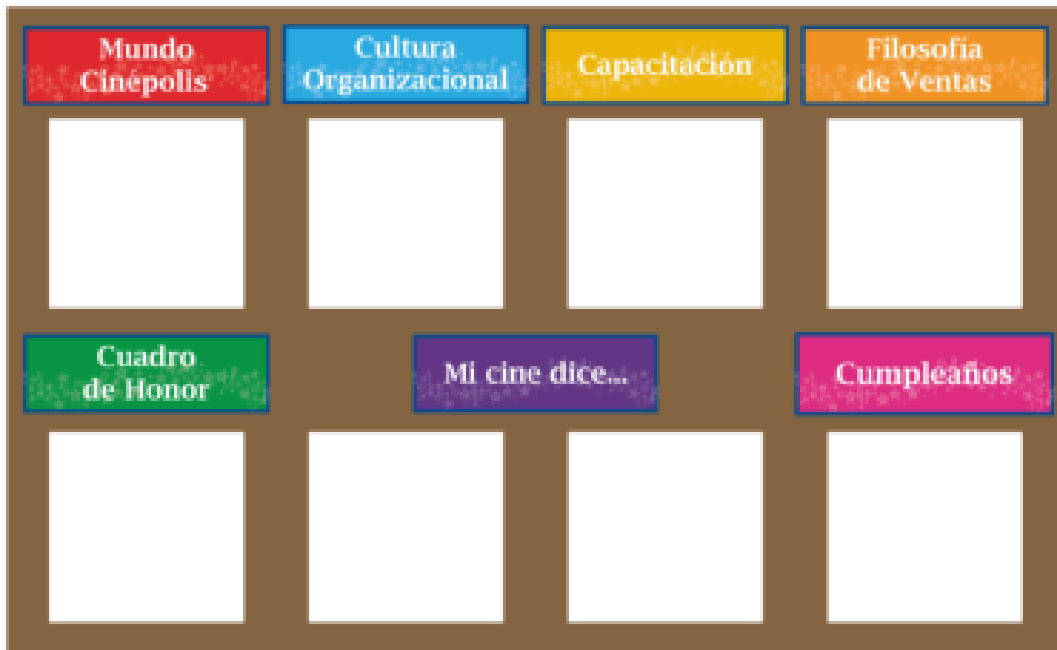 Mundo
Cinépolis
Cultura
Organizacional
Capacitación
Filosofía
de Ventas
Cuadro
de Honor
Mi cine dice...
Cumpleaños